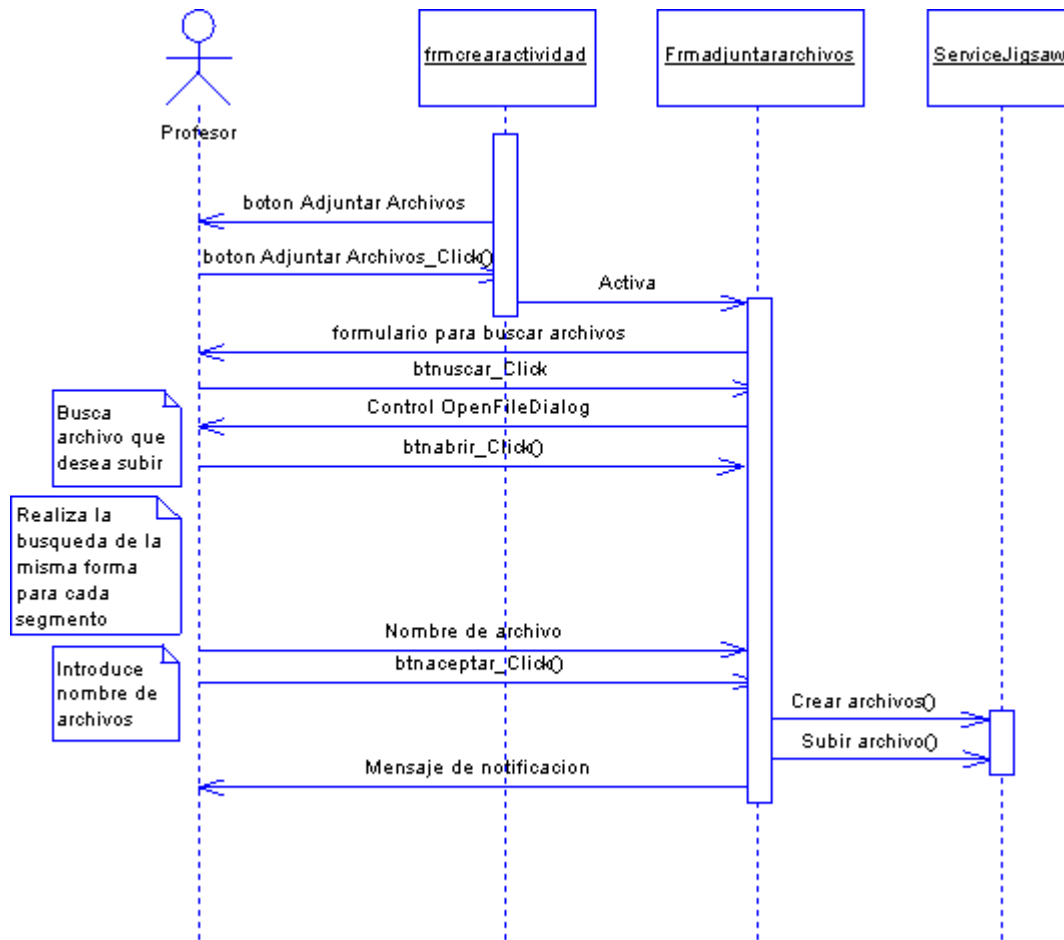 frmcrearactividad
Frmadjuntararchivos
ServiceJigsaw
Profesor
boton Adjuntar Archivos
boton Adjuntar Archivos_Click()
Activa
formulario para buscar archivos
btnuscar_Click
Control OpenFileDialog
Busca
archivo que
desea subir
btnabrir_Click()
Realiza la
busqueda de la
misma forma
para cada
segmento
Nombre de archivo
btnaceptar_Click()
Introduce
nombre de
archivos
Crear archivos()
Subir archivo()
Mensaje de notificacion